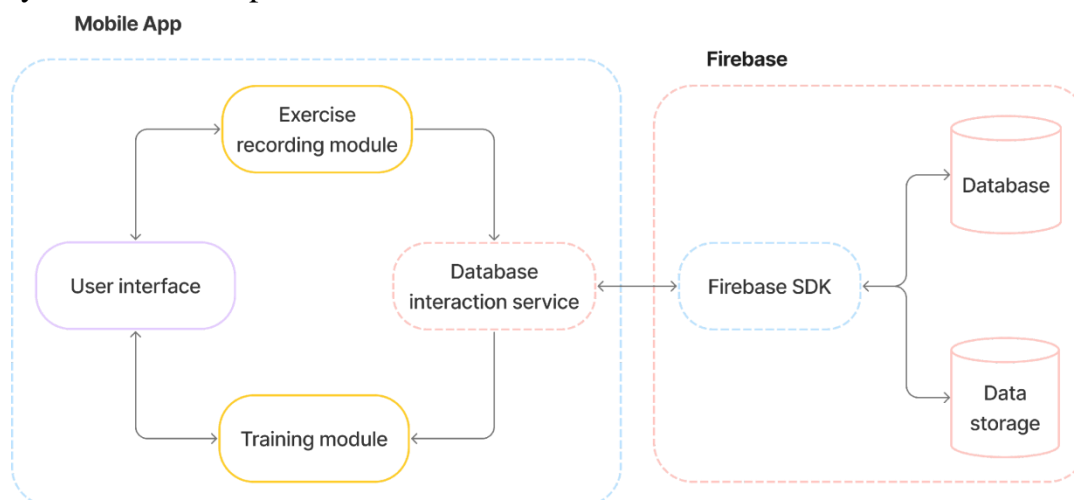 Mobile App
Firebase
Exercise
recording module
Database
User interface
Database
interaction service
Firebase SDK
Training module
Data
storage